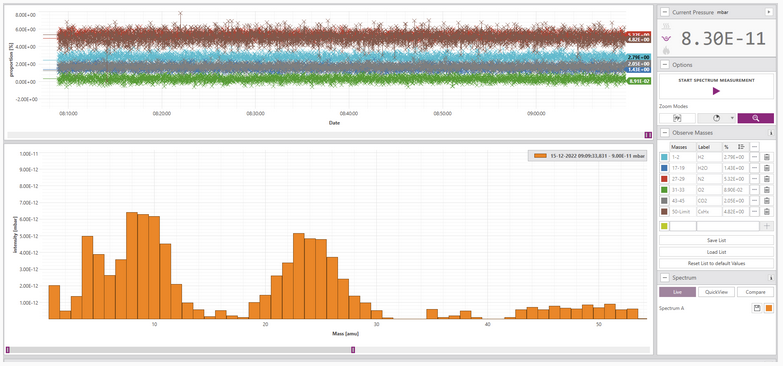 8.00E+00
6.00E+00
4.00E+00
2.00E+00
0.00E+00
-2.00E+00
proportion [%]
5.32E+00
4.82E+00
2.79E+00
2.05E+00
1.43E+00
8.91E-02
08:10:00
08:20:00
08:30:00
08:40:00
08:50:00
09:00:00
Date
1.00E-11
9.00E-12
8.00E-12
7.00E-12
6.00E-12
5.00E-12
4.00E-12
3.00E-12
2.00E-12
1.00E-12
Intensity [mbar]
15-12-2022 09:09:33,831 - 9.00E-11 mbar
10
20
30
40
50
Mass [amu]
Current Pressure mbar
8.30E-11
Options
START SPECTRUM MEASUREMENT
Zoom Modes
Observe Masses
Masses Label %
1-2 H2 2.79E+00
17-19 H2O 1.43E+00
27-29 N2 5.32E+00
31-33 O2 8.90E-02
43-45 CO2 2.05E+00
50-Limit CxHx 4.82E+00
Save List
Load List
Reset List to default Values
Spectrum
Live QuickView Compare
Spectrum A